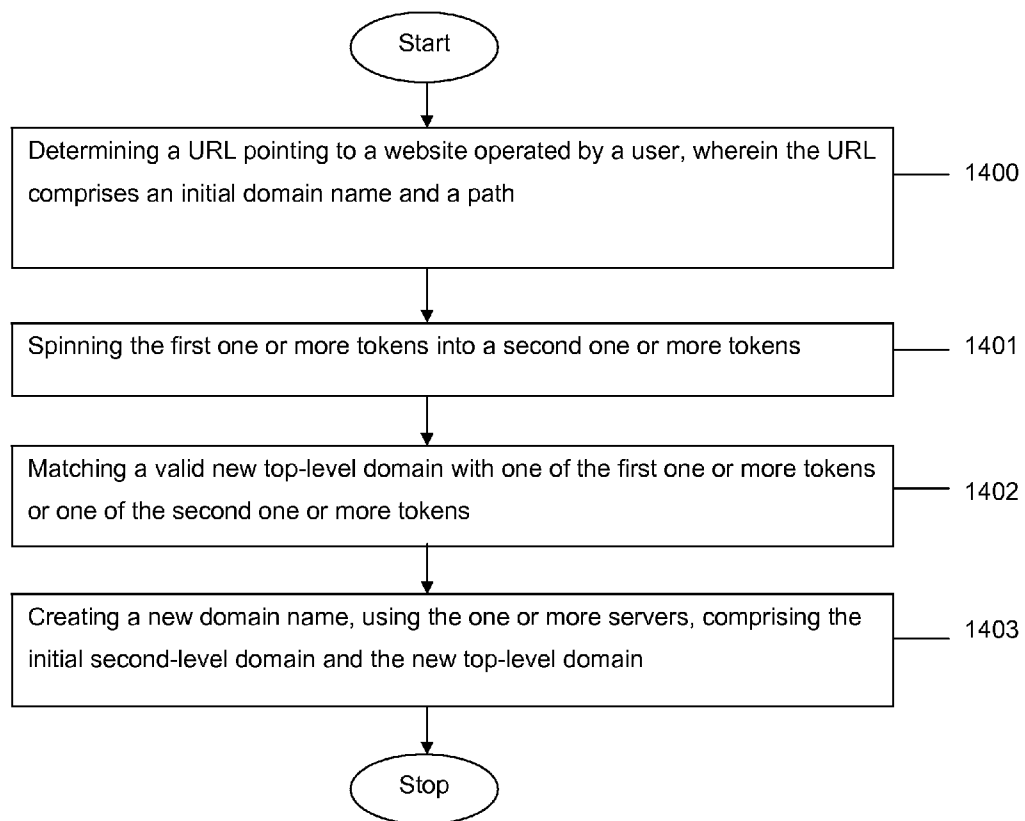 Start
Determining a URL pointing to a website operated by a user, wherein the URL
comprises an initial domain name and a path
1400
Spinning the first one or more tokens into a second one or more tokens
1401
Matching a valid new top-level domain with one of the first one or more tokens
or one of the second one or more tokens
1402
Creating a new domain name, using the one or more servers, comprising the
initial second-level domain and the new top-level domain
1403
Stop